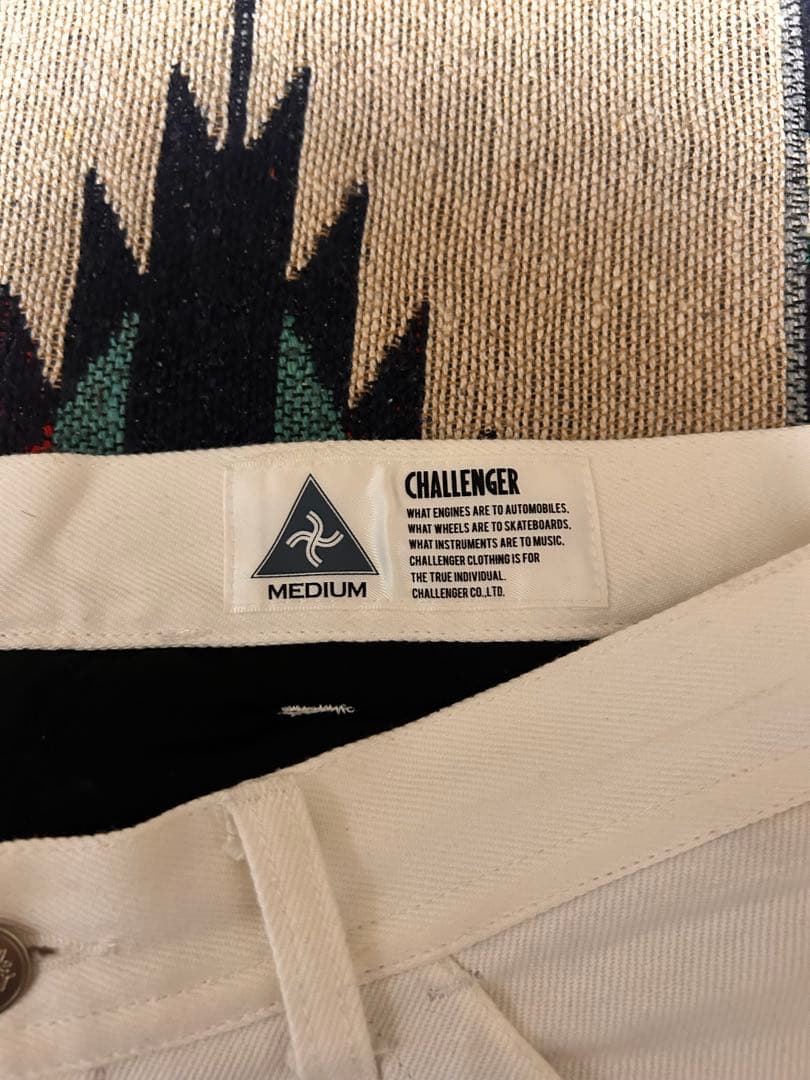 MEDIUM
CHALLENGER
WHAT ENGINES ARE TO AUTOMOBILES.
WHAT WHEELS ARE TO SKATEBOARDS.
WHAT INSTRUMENTS ARE TO MUSIC.
CHALLENGER CLOTHING IS FOR
THE TRUE INDIVIDUAL.
CHALLENGER CO.,LTD.